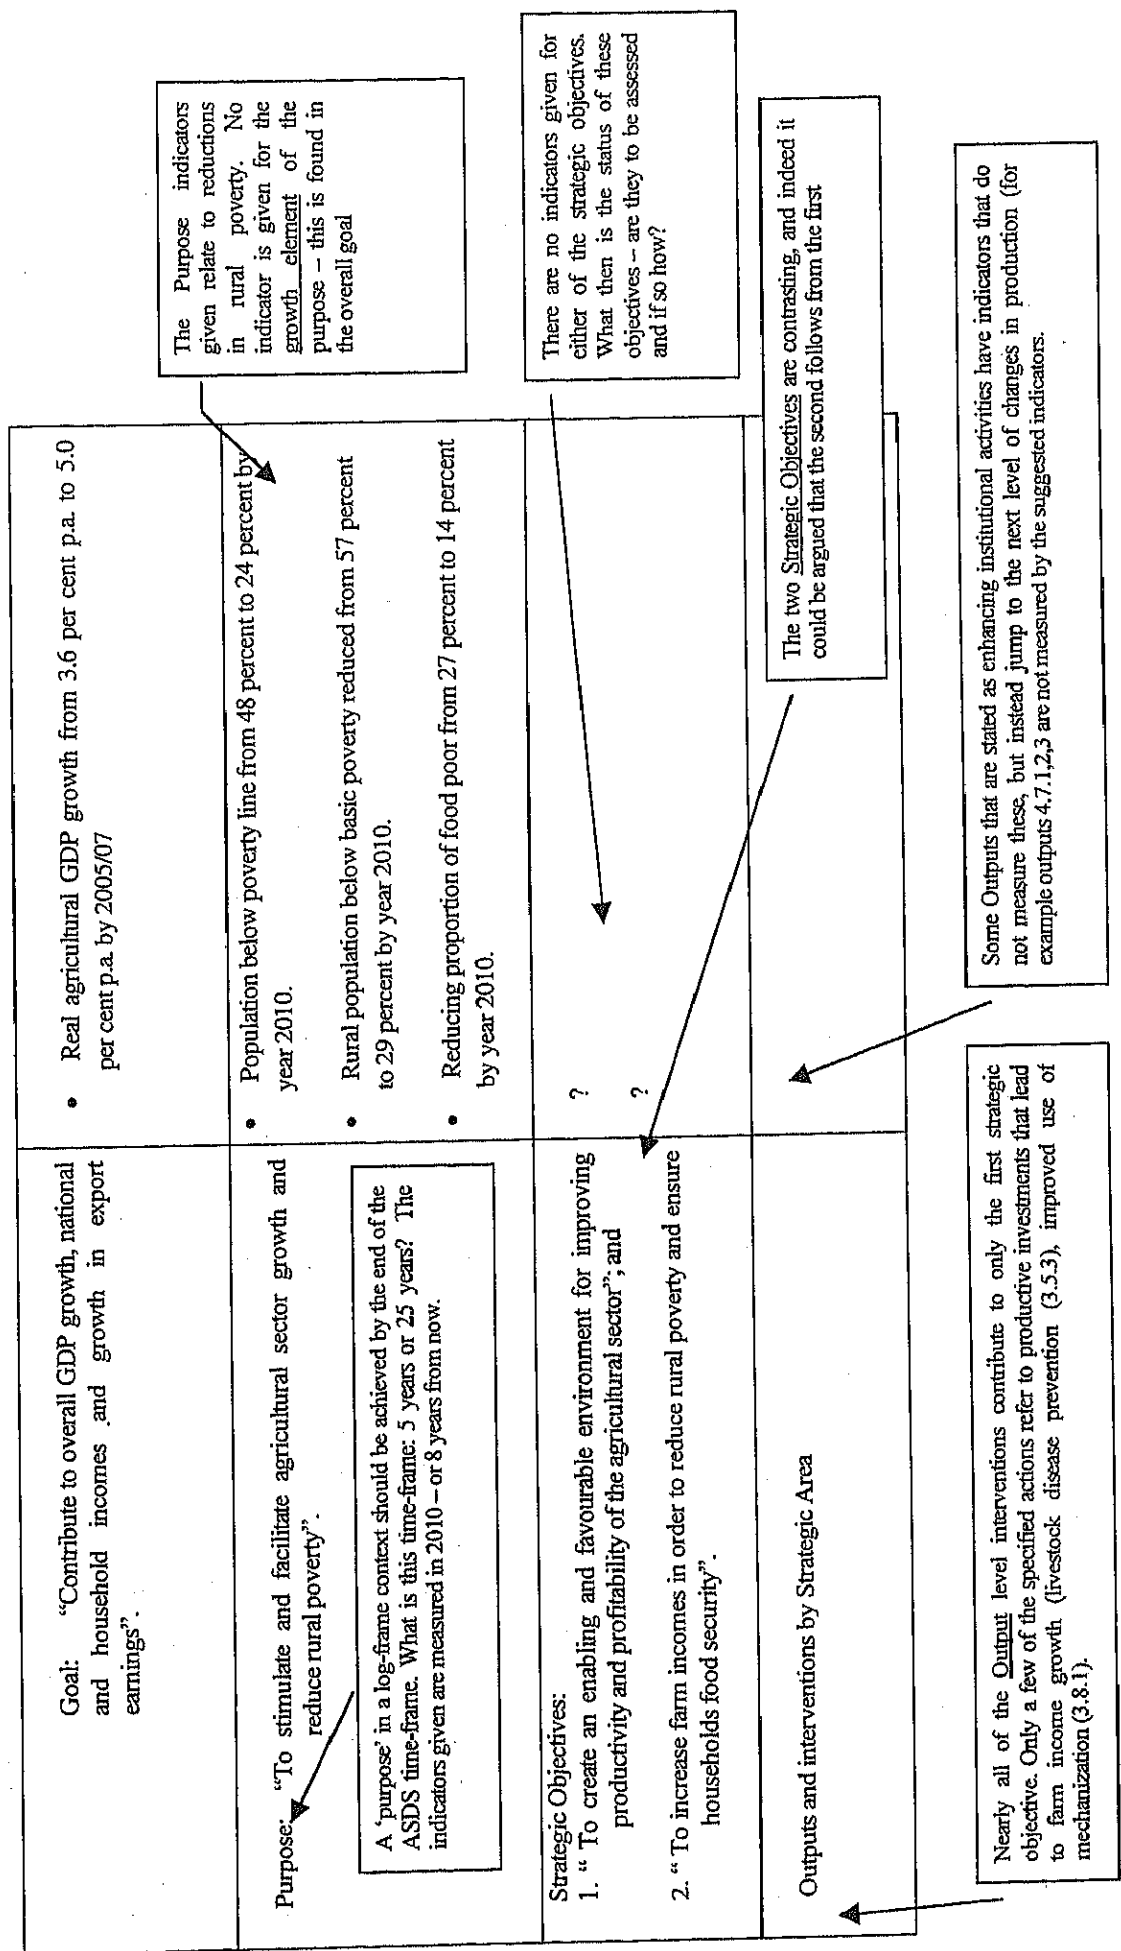 Goal: "Contribute to overall GDP growth, national
and household incomes and growth in export
earnings".
• Real agricultural GDP growth from 3.6 per cent p.a. to 5.0
per cent p.a. by 2005/07
Purpose: "To stimulate and facilitate agricultural sector growth and
reduce rural poverty".
A 'purpose' in a log-frame context should be achieved by the end of the
ASDS time-frame. What is this time-frame: 5 years or 25 years? The
indicators given are measured in 2010 – or 8 years from now.
• Population below poverty line from 48 percent to 24 percent by
year 2010.
• Rural population below basic poverty reduced from 57 percent
to 29 percent by year 2010.
• Reducing proportion of food poor from 27 percent to 14 percent
by year 2010.
The Purpose indicators
given relate to reductions
in rural poverty. No
indicator is given for the
growth element of the
purpose – this is found in
the overall goal
Strategic Objectives:
1. " To create an enabling and favourable environment for improving
productivity and profitability of the agricultural sector"; and
2. " To increase farm incomes in order to reduce rural poverty and ensure
households food security".
?
?
There are no indicators given for
either of the strategic objectives.
What then is the status of these
objectives – are they to be assessed
and if so how?
The two Strategic Objectives are contrasting, and indeed it
could be argued that the second follows from the first
Outputs and interventions by Strategic Area
Nearly all of the Output level interventions contribute to only the first strategic
objective. Only a few of the specified actions refer to productive investments that lead
to farm income growth (livestock disease prevention (3.5.3), improved use of
mechanization (3.8.1).
Some Outputs that are stated as enhancing institutional activities have indicators that do
not measure these, but instead jump to the next level of changes in production (for
example outputs 4.7.1,2,3 are not measured by the suggested indicators.